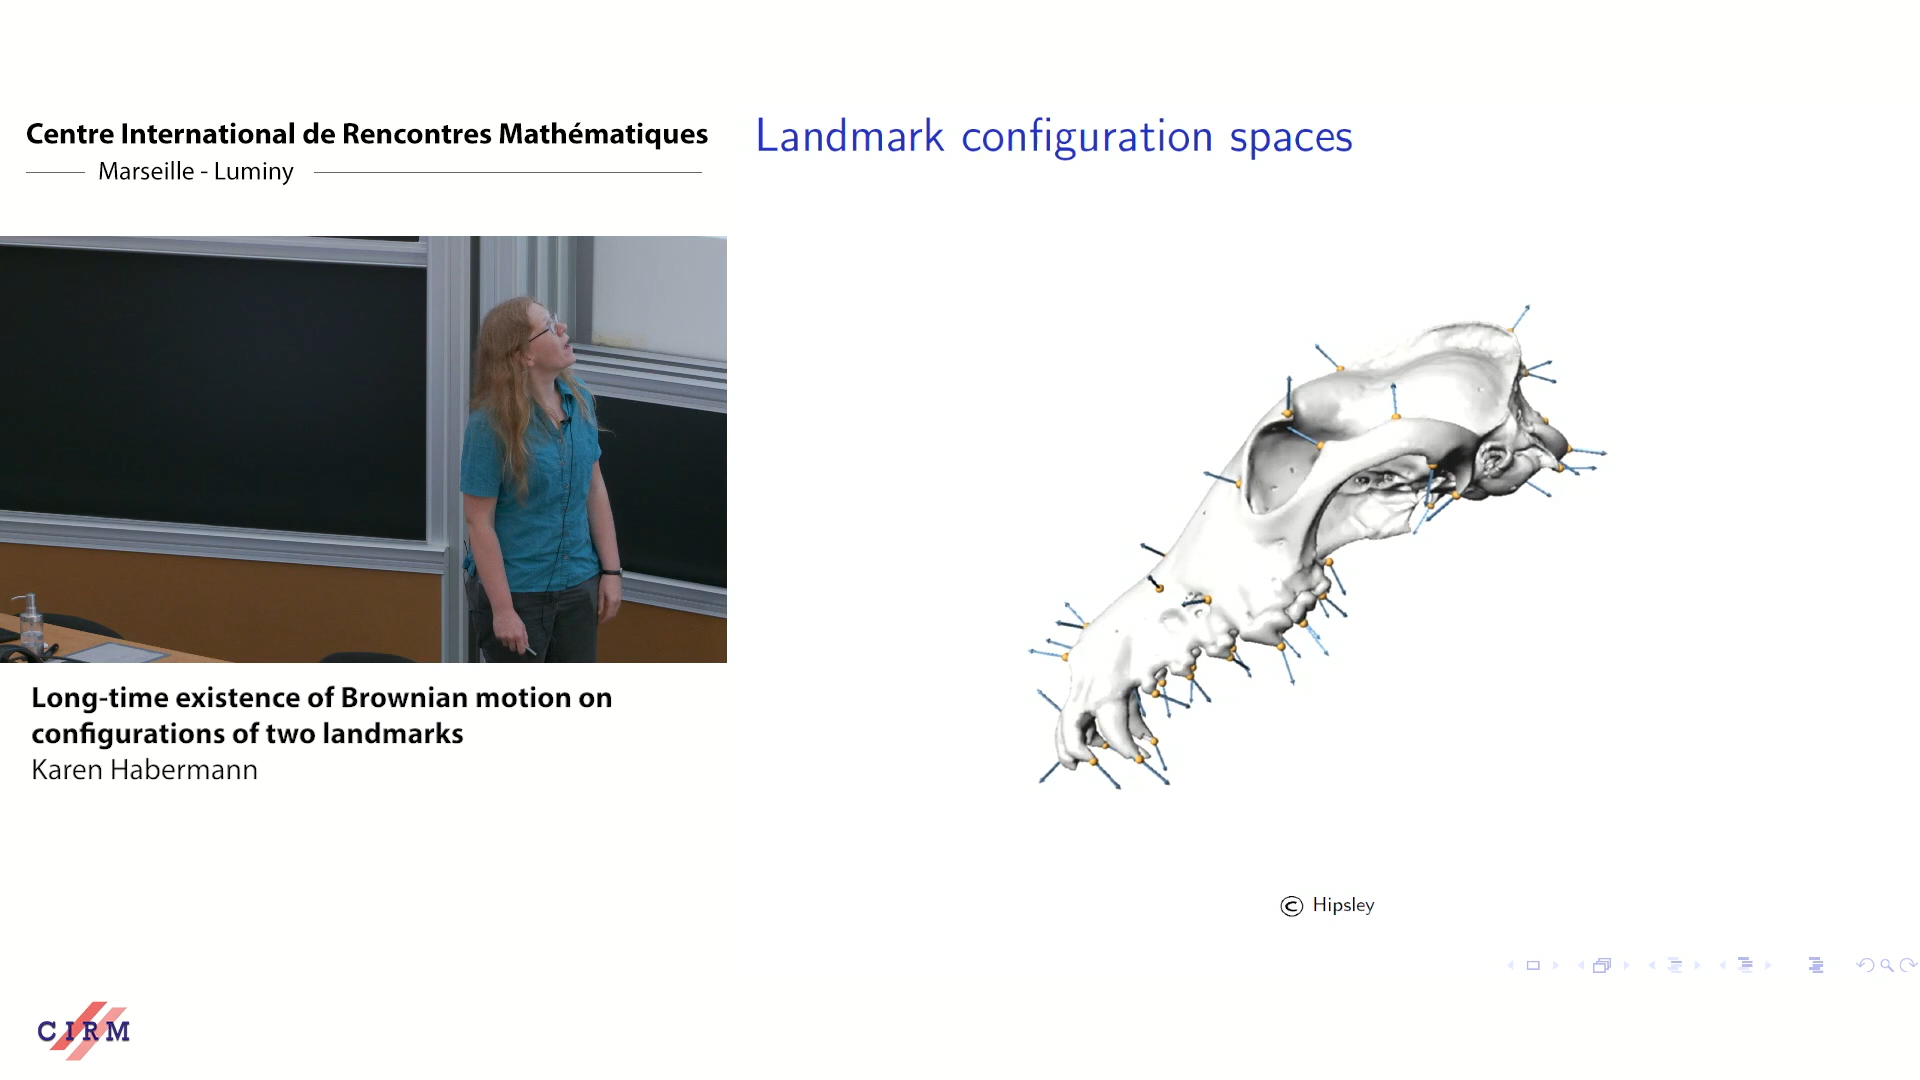 Centre International de Rencontres Mathématiques
Marseille - Luminy
Landmark configuration spaces
Long-time existence of Brownian motion on
configurations of two landmarks
Karen Habermann
© Hipsley
CIRM